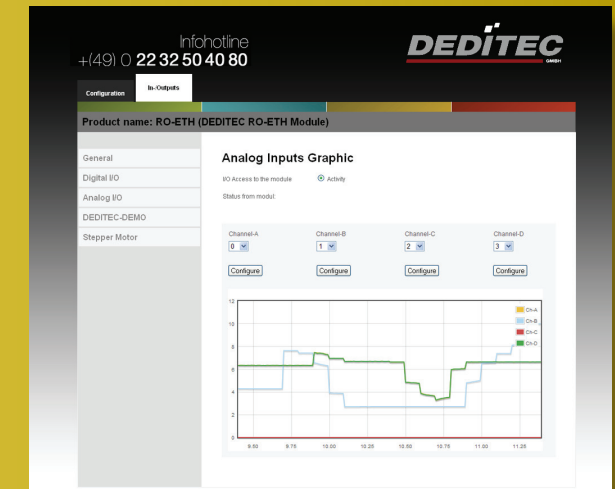 Infohotline
+(49) 0 22 32 50 40 80
DEDITEC
GMBH
Configuration
In-/Outputs
Product name: RO-ETH (DEDITEC RO-ETH Module)
General
Digital I/O
Analog I/O
DEDITEC-DEMO
Stepper Motor
Analog Inputs Graphic
I/O Access to the module Activity
Status from modul:
Channel-A Channel-B Channel-C Channel-D
0 1 2 3
Configure Configure Configure Configure
12
10
8
6
4
2
0
Ch-A
Ch-B
Ch-C
Ch-D
9.50 9.75 10.00 10.25 10.50 10.75 11.00 11.25